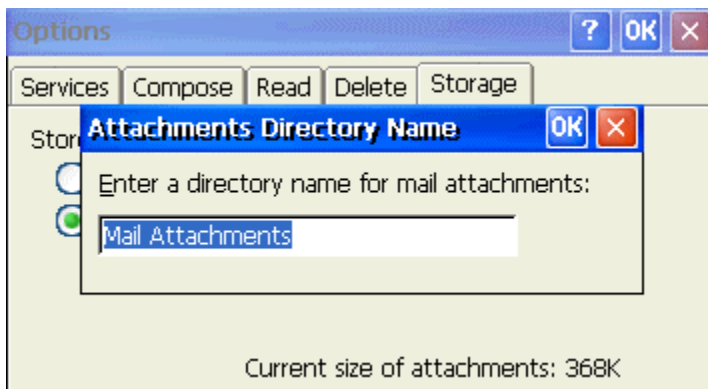 Options ? OK
Services Compose Read Delete Storage
Attachments Directory Name OK
Enter a directory name for mail attachments:
Mail Attachments
Current size of attachments: 368K